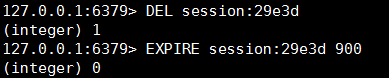 127.0.0.1:6379> DEL session:29e3d
(integer) 1
127.0.0.1:6379> EXPIRE session:29e3d 900
(integer) 0